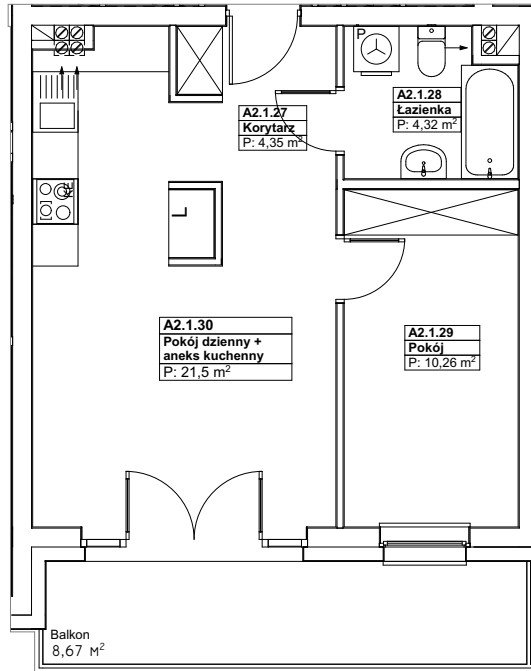 P
A2.1.27
Korytarz
P: 4,35 m²
A2.1.28
Łazienka
P: 4,32 m²
L
A2.1.30
Pokój dzienny +
aneks kuchenny
P: 21,5 m²
A2.1.29
Pokój
P: 10,26 m²
Balkon
8,67 M²